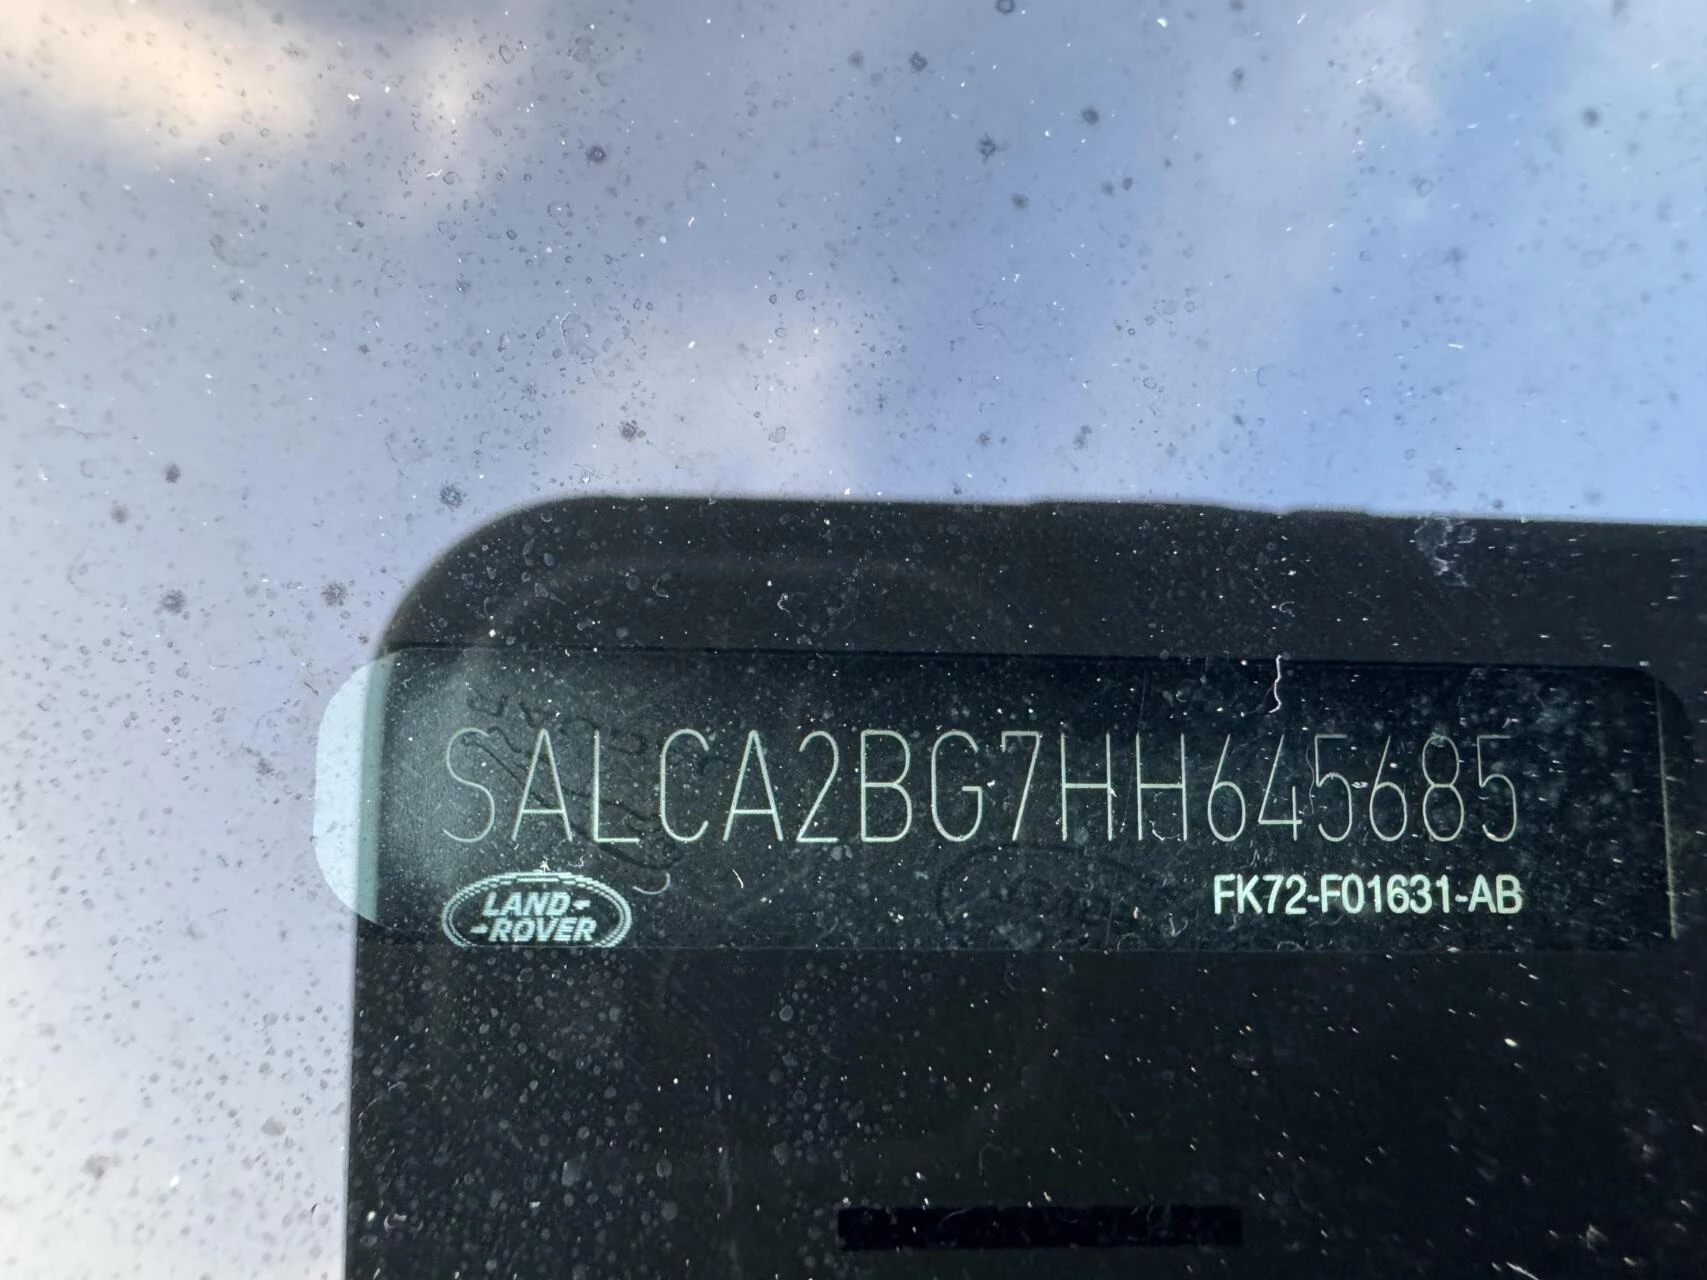 SALCA2BG7HH645685
LAND-
-ROVER
FK72-F01631-AB